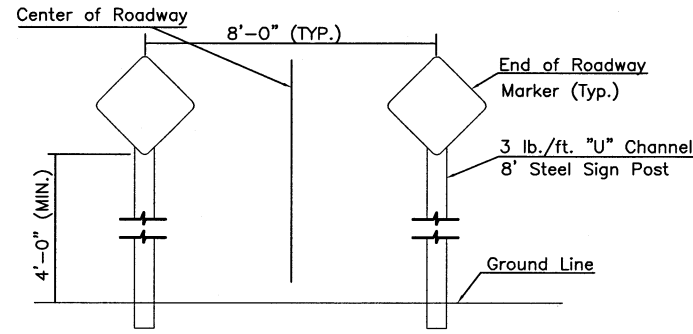 Center of Roadway
8'-0" (TYP.)
End of Roadway
Marker (Typ.)
3 lb./ft. "U" Channel
8' Steel Sign Post
4'-0" (MIN.)
Ground Line